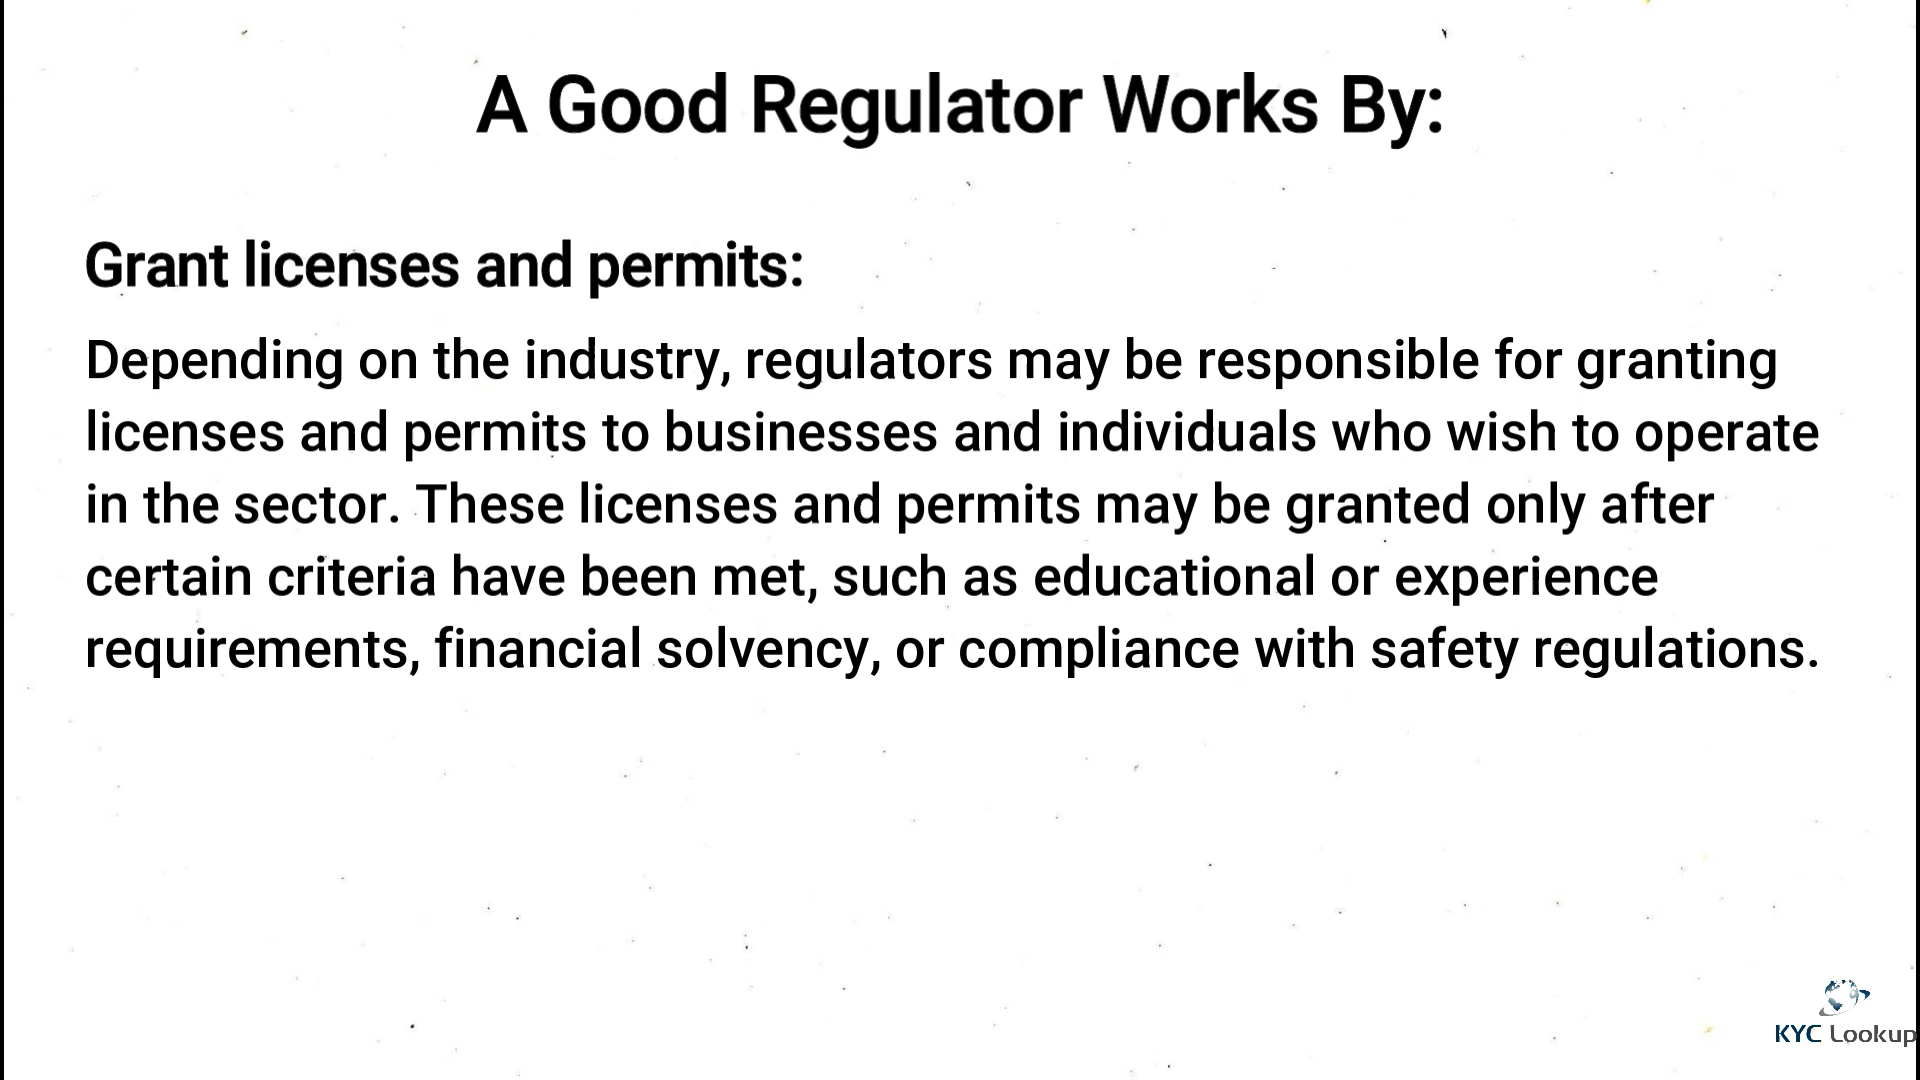 A Good Regulator Works By:
Grant licenses and permits:
Depending on the industry, regulators may be responsible for granting
licenses and permits to businesses and individuals who wish to operate
in the sector. These licenses and permits may be granted only after
certain criteria have been met, such as educational or experience
requirements, financial solvency, or compliance with safety regulations.
KYC Lookup